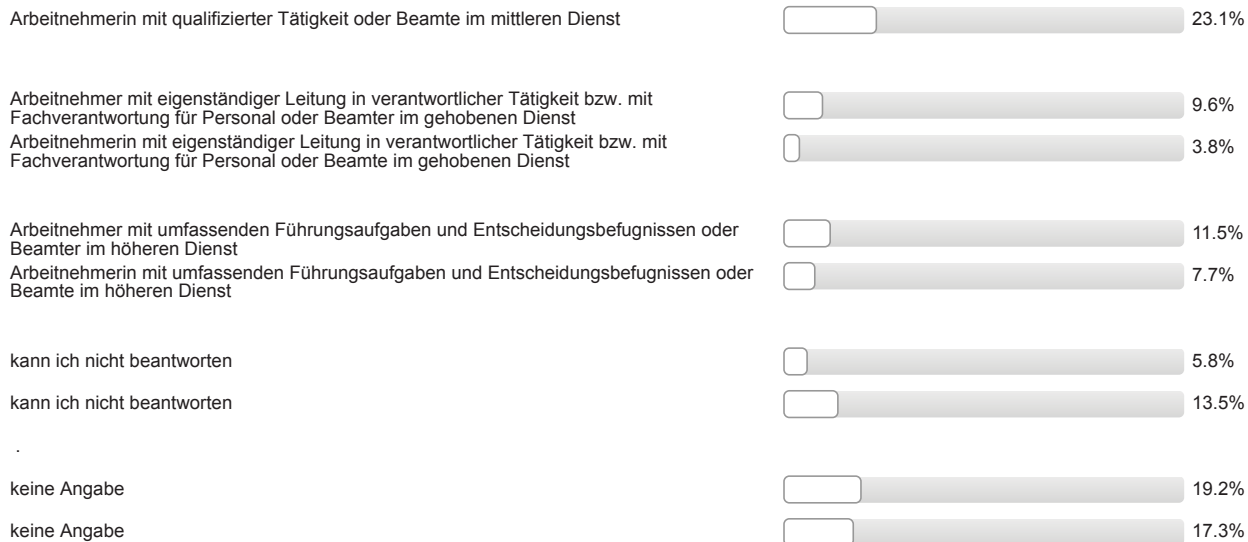 Arbeitnehmerin mit qualifizierter Tätigkeit oder Beamte im mittleren Dienst 23.1%
Arbeitnehmer mit eigenständiger Leitung in verantwortlicher Tätigkeit bzw. mit
Fachverantwortung für Personal oder Beamter im gehobenen Dienst 9.6%
Arbeitnehmerin mit eigenständiger Leitung in verantwortlicher Tätigkeit bzw. mit
Fachverantwortung für Personal oder Beamte im gehobenen Dienst 3.8%
Arbeitnehmer mit umfassenden Führungsaufgaben und Entscheidungsbefugnissen oder
Beamter im höheren Dienst 11.5%
Arbeitnehmerin mit umfassenden Führungsaufgaben und Entscheidungsbefugnissen oder
Beamte im höheren Dienst 7.7%
kann ich nicht beantworten 5.8%
kann ich nicht beantworten 13.5%
.
keine Angabe 19.2%
keine Angabe 17.3%